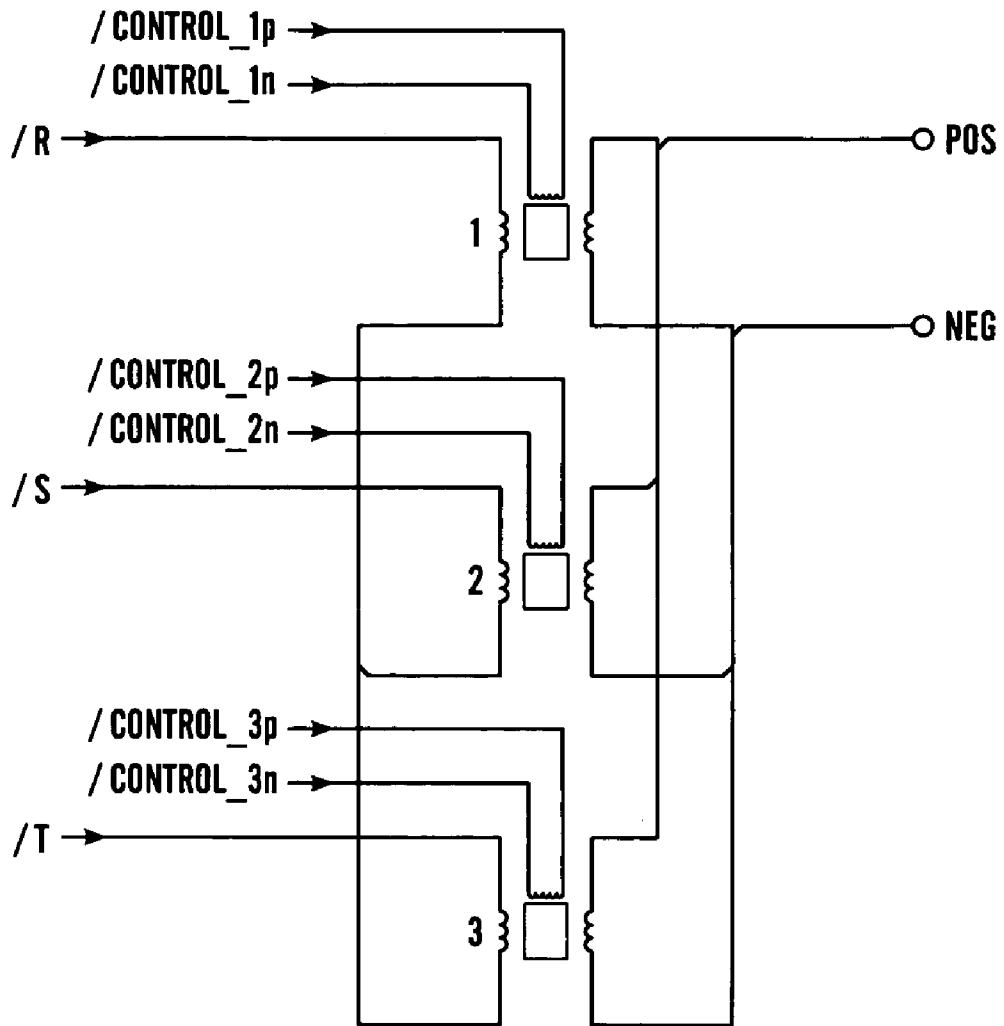 /CONTROL_1p
/CONTROL_1n
/R
POS
1
NEG
/CONTROL_2p
/CONTROL_2n
/S
2
/CONTROL_3p
/CONTROL_3n
/T
3